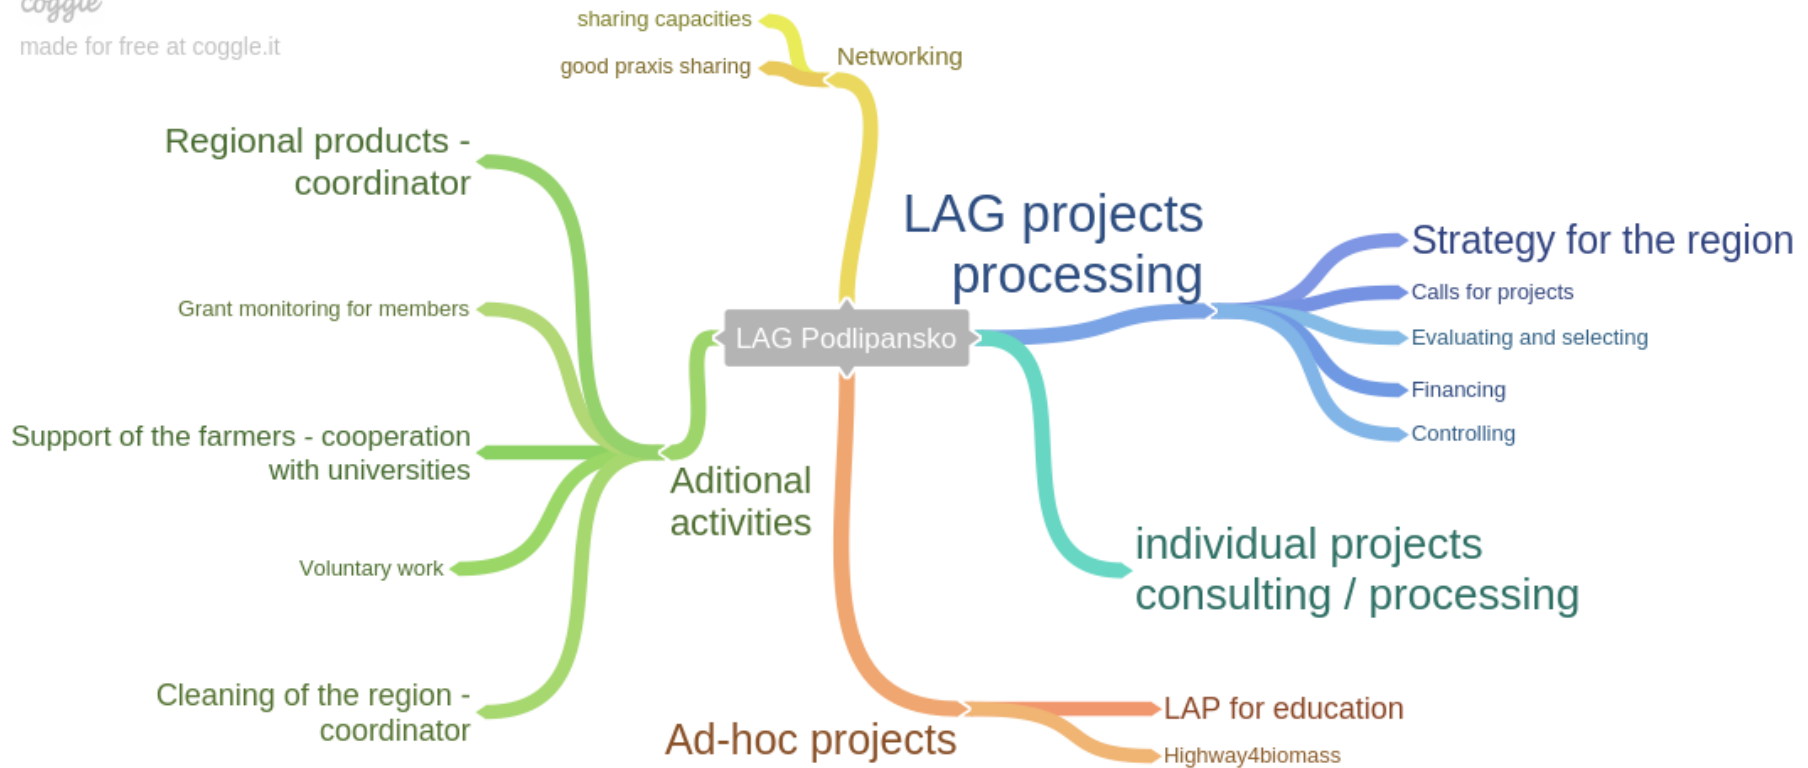 coggle
made for free at coggle.it
sharing capacities
good praxis sharing
Networking
Regional products -
coordinator
Grant monitoring for members
Support of the farmers - cooperation
with universities
Voluntary work
Cleaning of the region -
coordinator
Aditional
activities
LAG Podlipansko
LAG projects
processing
Strategy for the region
Calls for projects
Evaluating and selecting
Financing
Controlling
individual projects
consulting / processing
Ad-hoc projects
LAP for education
Highway4biomass